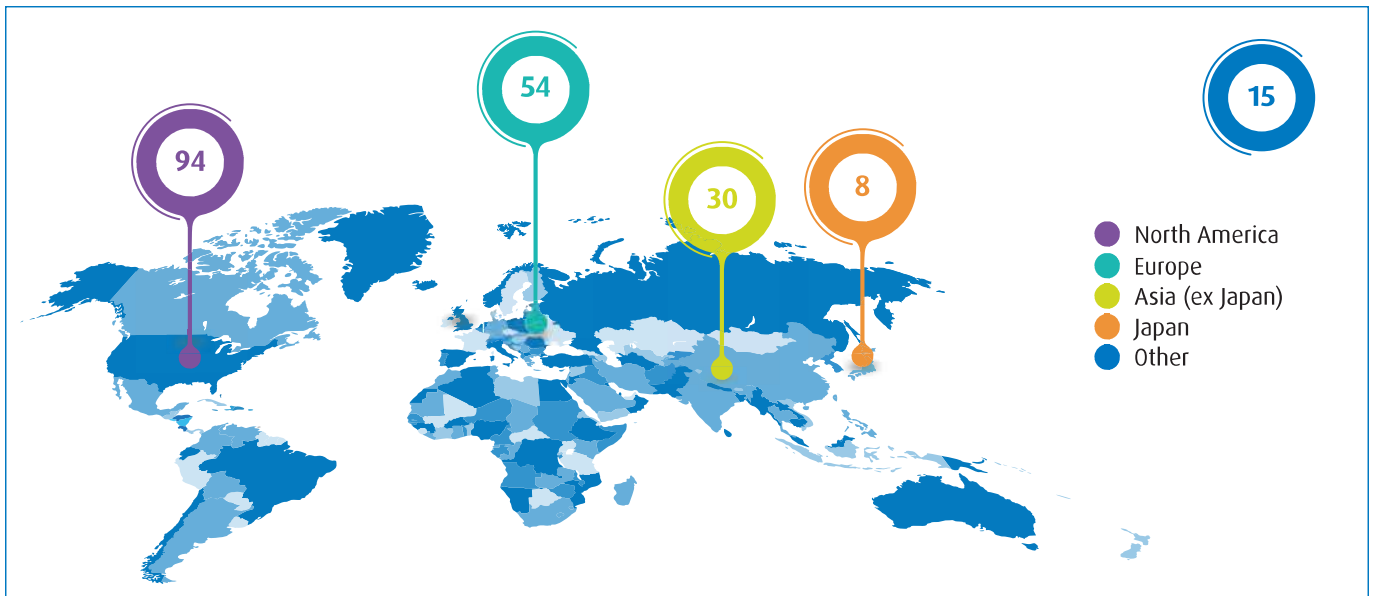 54
15
94
30
8
North America
Europe
Asia (ex Japan)
Japan
Other